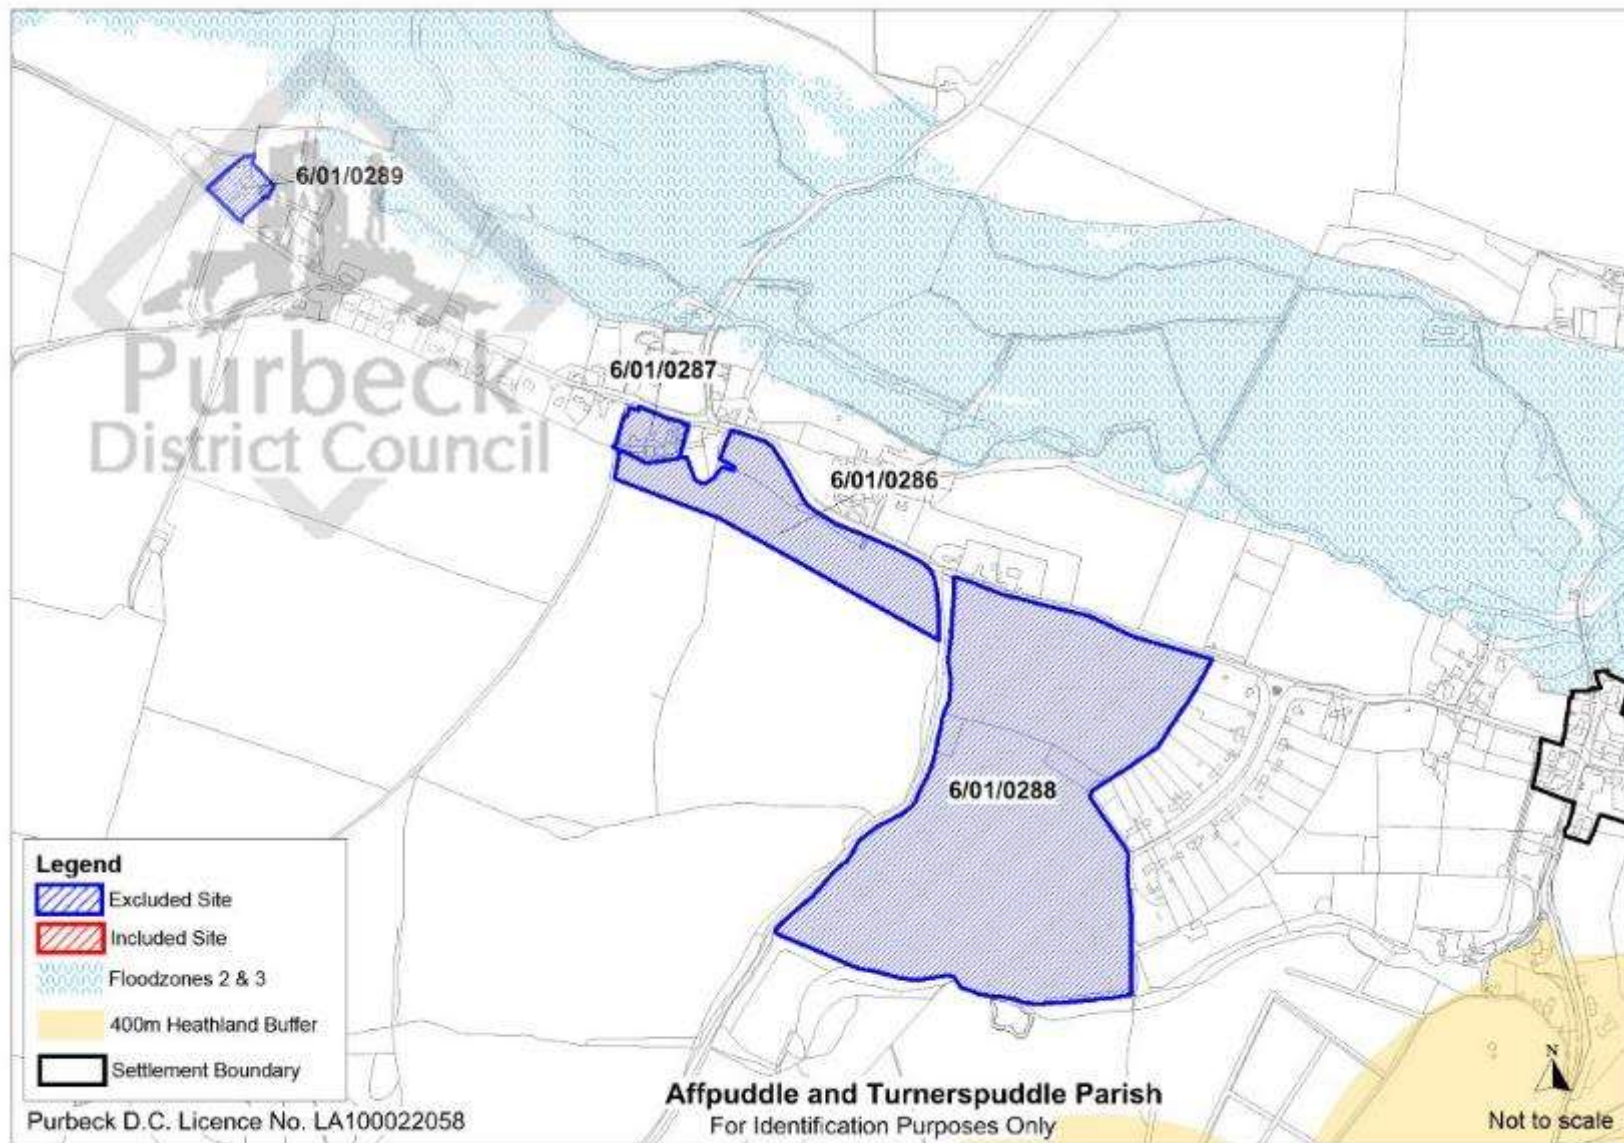 6/01/0289
6/01/0287
Purbeck
District Council
6/01/0286
6/01/0288
Legend
Excluded Site
Included Site
Floodzones 2 & 3
400m Heathland Buffer
Settlement Boundary
N
Affpuddle and Turnerspuddle Parish
Purbeck D.C. Licence No. LA100022058
For Identification Purposes Only
Not to scale